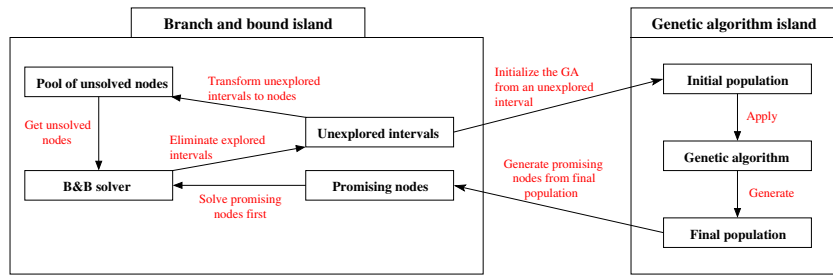 Branch and bound island
Genetic algorithm island
Pool of unsolved nodes
Transform unexplored
intervals to nodes
Initialize the GA
from an unexplored
interval
Initial population
Get unsolved
nodes
Eliminate explored
intervals
Unexplored intervals
Apply
Genetic algorithm
Generate promising
nodes from final
population
B&B solver
Promising nodes
Solve promising
nodes first
Generate
Final population